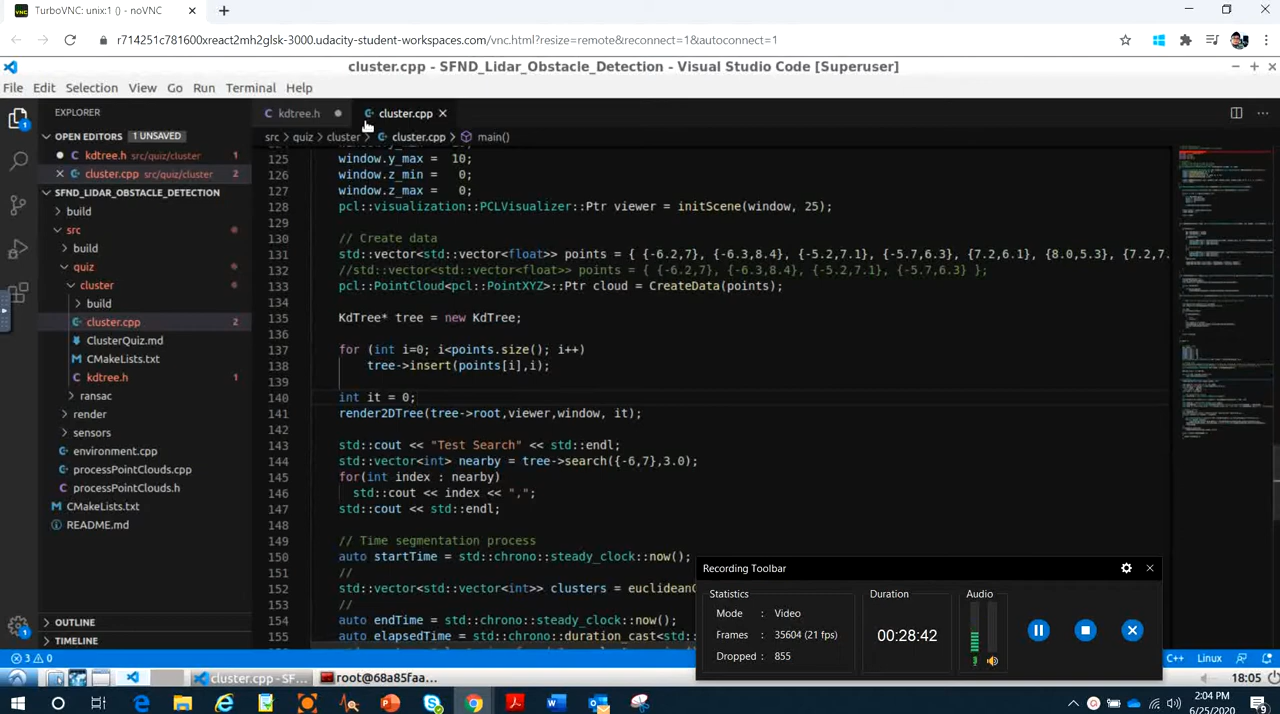 TurboVNC: unix:1 () - noVNC
r714251c781600xreact2mh2glsk-3000.udacity-student-workspaces.com/vnc.html?resize=remote&reconnect=1&autoconnect=1
cluster.cpp - SFND_Lidar_Obstacle_Detection - Visual Studio Code [Superuser]
File Edit Selection View Go Run Terminal Help
EXPLORER
OPEN EDITORS 1 UNSAVED
kdtree.h src/quiz/cluster 1
cluster.cpp src/quiz/cluster 2
SFND_LIDAR_OBSTACLE_DETECTION
build
src
build
quiz
cluster
build
cluster.cpp 2
ClusterQuiz.md
CMakeLists.txt
kdtree.h 1
ransac
render
sensors
environment.cpp
processPointClouds.cpp
processPointClouds.h
CMakeLists.txt
README.md
OUTLINE
TIMELINE
kdtree.h cluster.cpp
src > quiz > cluster > cluster.cpp > main()
125 window.y_max = 10;
126 window.z_min = 0;
127 window.z_max = 0;
128 pcl::visualization::PCLVisualizer::Ptr viewer = initScene(window, 25);
129
130 // Create data
131 std::vector<std::vector<float>> points = { {-6.2,7}, {-6.3,8.4}, {-5.2,7.1}, {-5.7,6.3}, {7.2,6.1}, {8.0,5.3}, {7.2,7.
132 //std::vector<std::vector<float>> points = { {-6.2,7}, {-6.3,8.4}, {-5.2,7.1}, {-5.7,6.3} };
133 pcl::PointCloud<pcl::PointXYZ>::Ptr cloud = CreateData(points);
134
135 KdTree* tree = new KdTree;
136
137 for (int i=0; i<points.size(); i++)
138 tree->insert(points[i],i);
139
140 int it = 0;
141 render2DTree(tree->root,viewer,window, it);
142
143 std::cout << "Test Search" << std::endl;
144 std::vector<int> nearby = tree->search({-6,7},3.0);
145 for(int index : nearby)
146 std::cout << index << ",";
147 std::cout << std::endl;
148
149 // Time segmentation process
150 auto startTime = std::chrono::steady_clock::now();
151 //
152 std::vector<std::vector<int>> clusters = euclidean
153 //
154 auto endTime = std::chrono::steady_clock::now();
155 auto elapsedTime = std::chrono::duration_cast<std:
Recording Toolbar
Statistics
Mode : Video
Frames : 35604 (21 fps)
Dropped : 855
Duration
00:28:42
Audio
3 0
C++ Linux
cluster.cpp - SF...
root@68a85faa...
18:05
2:04 PM
6/25/2020